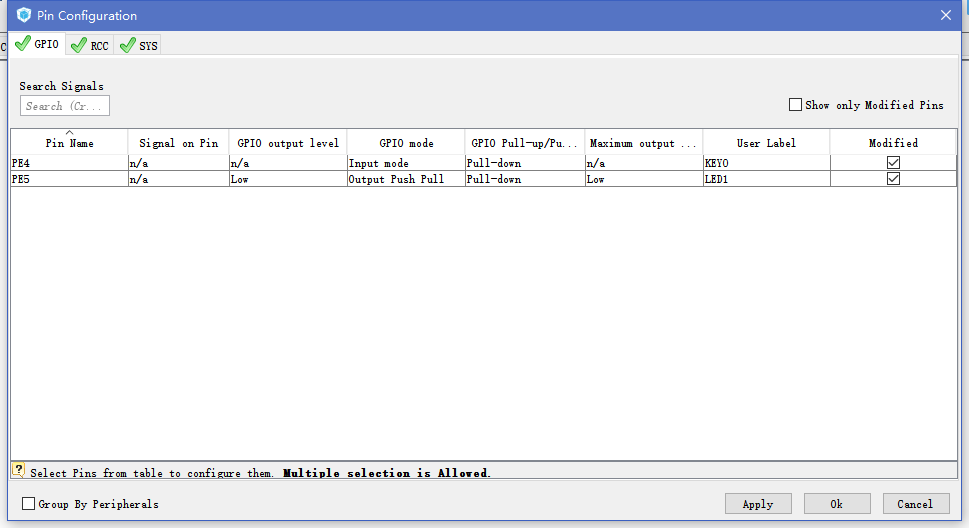 Pin Configuration
GPIO RCC SYS
Search Signals
Search (Cr...
Show only Modified Pins
Pin Name Signal on Pin GPIO output level GPIO mode GPIO Pull-up/Pu... Maximum output ... User Label Modified
PE4 n/a n/a Input mode Pull-down n/a KEY0
PE5 n/a Low Output Push Pull Pull-down Low LED1
? Select Pins from table to configure them. Multiple selection is Allowed.
Group By Peripherals Apply Ok Cancel